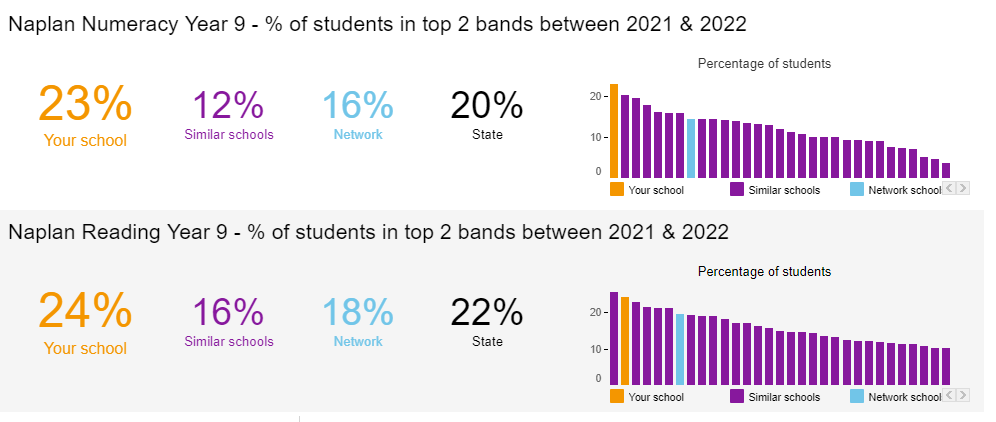 Naplan Numeracy Year 9 - % of students in top 2 bands between 2021 & 2022
Percentage of students
23%
12%
16%
20%
Your school
Similar schools
Network
State
20
10
0
Your school
Similar schools
Network school
Naplan Reading Year 9 - % of students in top 2 bands between 2021 & 2022
Percentage of students
24%
16%
18%
22%
Your school
Similar schools
Network
State
20
10
0
Your school
Similar schools
Network school